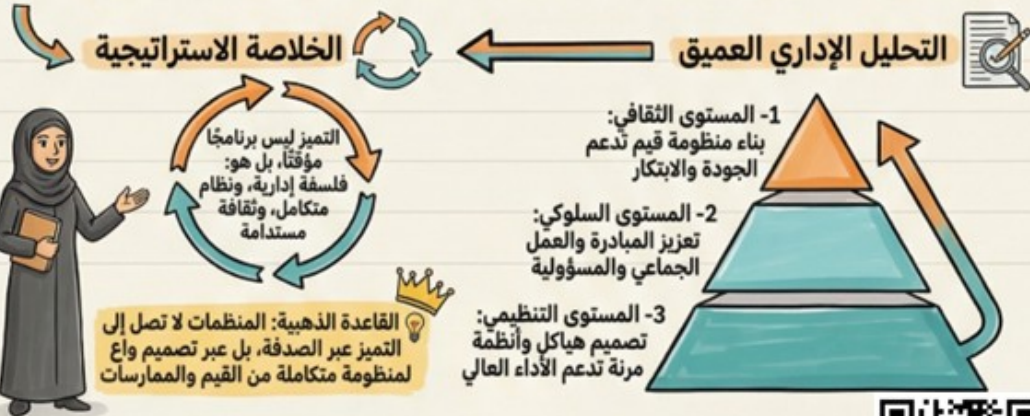 التحليل الإداري العميق
1- المستوى الثقافي:
بناء منظومة قيم تدعم
الجودة والابتكار
2- المستوى السلوكي:
تعزيز المبادرة والعمل
الجماعي والمسؤولية
3- المستوى التنظيمي:
تصميم هياكل وأنظمة
مرنة تدعم الأداء العالي
الخلاصة الاستراتيجية
التميز ليس برنامجًا
مؤقتًا، بل هو:
فلسفة إدارية، ونظام
متكامل، وثقافة
مستدامة
القاعدة الذهبية: المنظمات لا تصل إلى
التميز عبر الصدفة، بل عبر تصميم واع
لمنظومة متكاملة من القيم والممارسات